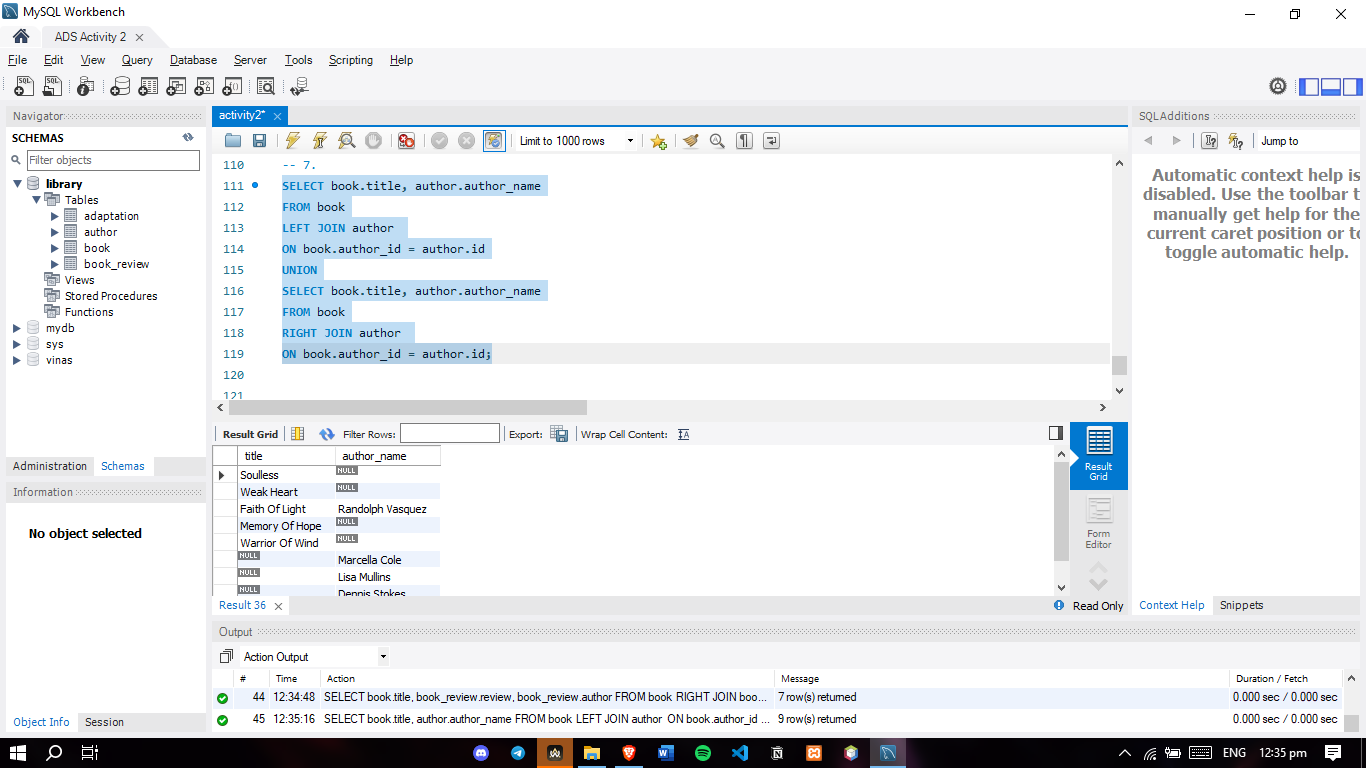 MySQL Workbench
ADS Activity 2
File Edit View Query Database Server Tools Scripting Help
Navigator
SCHEMAS
Filter objects
library
Tables
adaptation
author
book
book_review
Views
Stored Procedures
Functions
mydb
sys
vinas
Administration Schemas
Information
No object selected
Object Info Session
activity2*
Limit to 1000 rows
110 -- 7.
111 SELECT book.title, author.author_name
112 FROM book
113 LEFT JOIN author
114 ON book.author_id = author.id
115 UNION
116 SELECT book.title, author.author_name
117 FROM book
118 RIGHT JOIN author
119 ON book.author_id = author.id;
120
121
Result Grid Filter Rows: Export: Wrap Cell Content:
title author_name
Soulless NULL
Weak Heart NULL
Faith Of Light Randolph Vasquez
Memory Of Hope NULL
Warrior Of Wind NULL
NULL Marcella Cole
NULL Lisa Mullins
NULL Dennis Stokes
Result Grid
Form Editor
Result 36
Read Only
SQLAdditions
Jump to
Automatic context help is
disabled. Use the toolbar t
manually get help for the
current caret position or to
toggle automatic help.
Context Help Snippets
Output
Action Output
# Time Action Message Duration / Fetch
44 12:34:48 SELECT book.title, book_review.review, book_review.author FROM book RIGHT JOIN boo... 7 row(s) returned 0.000 sec / 0.000 sec
45 12:35:16 SELECT book.title, author.author_name FROM book LEFT JOIN author ON book.author_id ... 9 row(s) returned 0.000 sec / 0.000 sec
ENG 12:35 pm